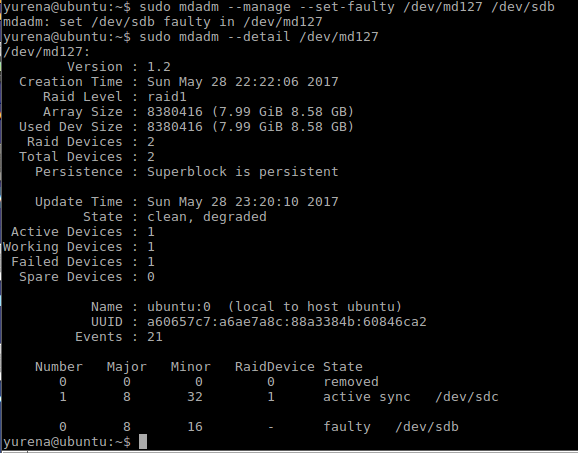 yurena@ubuntu:~$ sudo mdadm --manage --set-faulty /dev/md127 /dev/sdb
mdadm: set /dev/sdb faulty in /dev/md127
yurena@ubuntu:~$ sudo mdadm --detail /dev/md127
/dev/md127:
        Version : 1.2
  Creation Time : Sun May 28 22:22:06 2017
     Raid Level : raid1
     Array Size : 8380416 (7.99 GiB 8.58 GB)
  Used Dev Size : 8380416 (7.99 GiB 8.58 GB)
   Raid Devices : 2
  Total Devices : 2
    Persistence : Superblock is persistent
    Update Time : Sun May 28 23:20:10 2017
          State : clean, degraded
 Active Devices : 1
Working Devices : 1
 Failed Devices : 1
  Spare Devices : 0
           Name : ubuntu:0  (local to host ubuntu)
           UUID : a60657c7:a6ae7a8c:88a3384b:60846ca2
         Events : 21
    Number   Major   Minor   RaidDevice State
       0       0        0        0      removed
       1       8       32        1      active sync   /dev/sdc
       0       8       16        -      faulty   /dev/sdb
yurena@ubuntu:~$